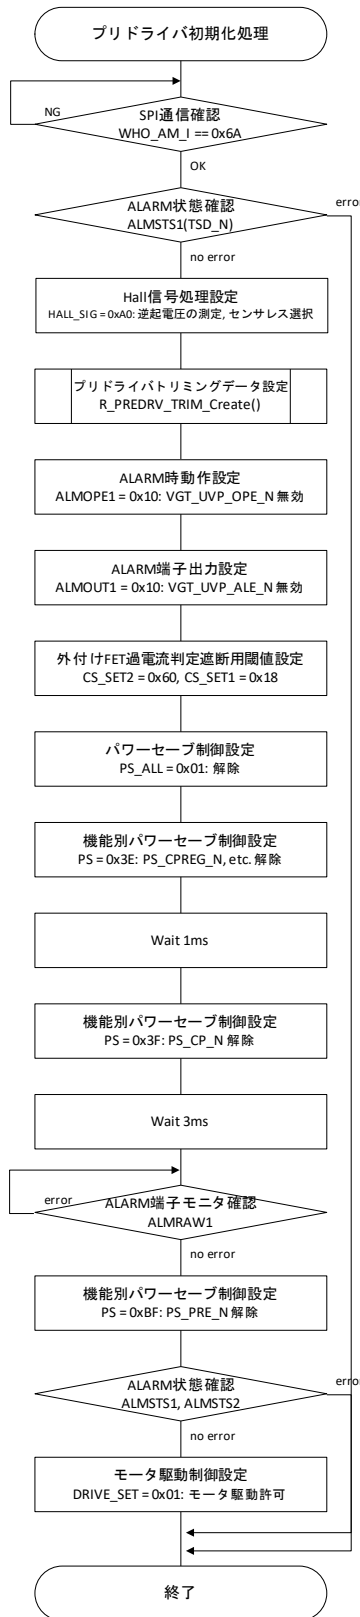 プリドライバ初期化処理
NG
SPI通信確認
WHO_AM_I == 0x6A
OK
ALARM状態確認
ALMSTS1(TSD_N)
error
no error
Hall信号処理設定
HALL_SIG = 0xA0: 逆起電圧の測定, センサレス選択
プリドライバトリミングデータ設定
R_PREDRV_TRIM_Create()
ALARM時動作設定
ALMOPE1 = 0x10: VGT_UVP_OPE_N 無効
ALARM端子出力設定
ALMOUT1 = 0x10: VGT_UVP_ALE_N 無効
外付けFET過電流判定遮断用閾値設定
CS_SET2 = 0x60, CS_SET1 = 0x18
パワーセーブ制御設定
PS_ALL = 0x01: 解除
機能別パワーセーブ制御設定
PS = 0x3E: PS_CPREG_N, etc. 解除
Wait 1ms
機能別パワーセーブ制御設定
PS = 0x3F: PS_CP_N 解除
Wait 3ms
error
ALARM端子モニタ確認
ALMRAW1
no error
機能別パワーセーブ制御設定
PS = 0xBF: PS_PRE_N 解除
ALARM状態確認
ALMSTS1, ALMSTS2
error
no error
モータ駆動制御設定
DRIVE_SET = 0x01: モータ駆動許可
終了